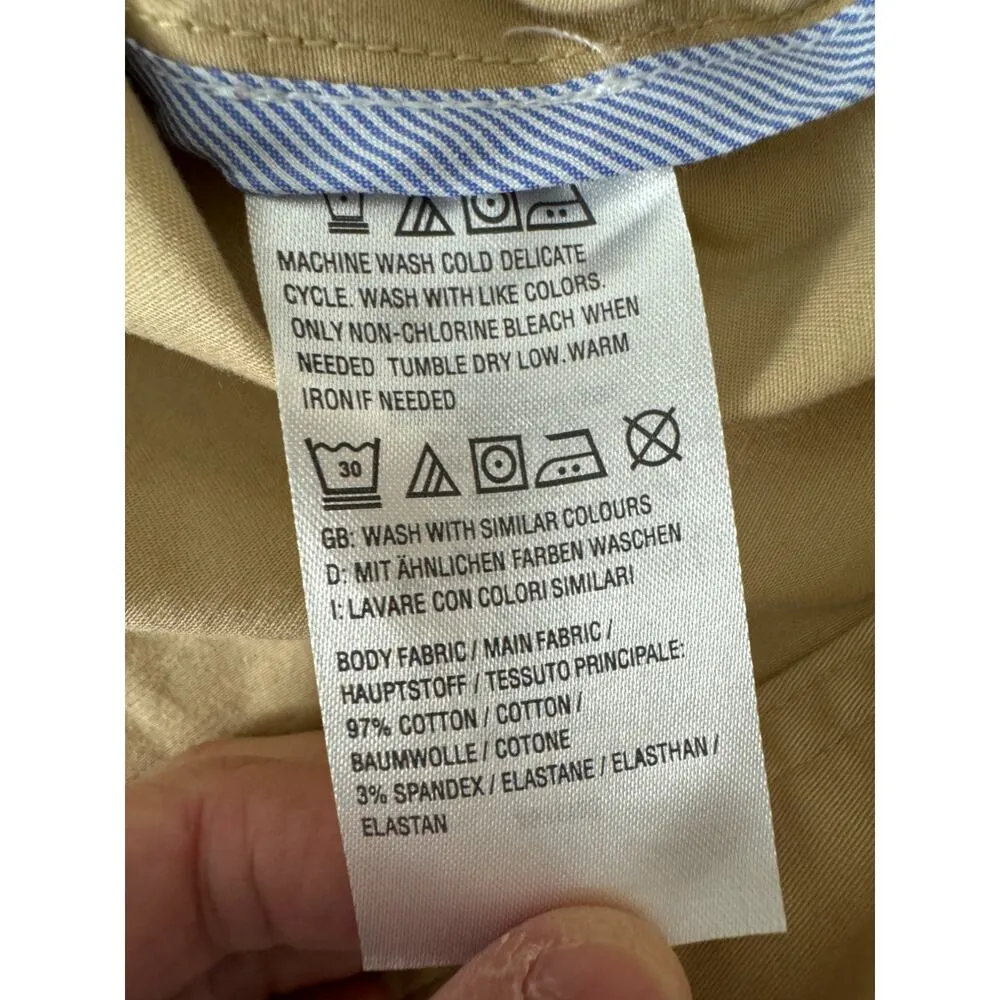 MACHINE WASH COLD DELICATE
CYCLE. WASH WITH LIKE COLORS.
ONLY NON-CHLORINE BLEACH WHEN
NEEDED TUMBLE DRY LOW. WARM
IRON IF NEEDED
30
GB: WASH WITH SIMILAR COLOURS
D: MIT ÄHNLICHEN FARBEN WASCHEN
I: LAVARE CON COLORI SIMILARI
BODY FABRIC / MAIN FABRIC /
HAUPTSTOFF / TESSUTO PRINCIPALE:
97% COTTON / COTTON /
BAUMWOLLE / COTONE
3% SPANDEX / ELASTANE / ELASTHAN /
ELASTAN